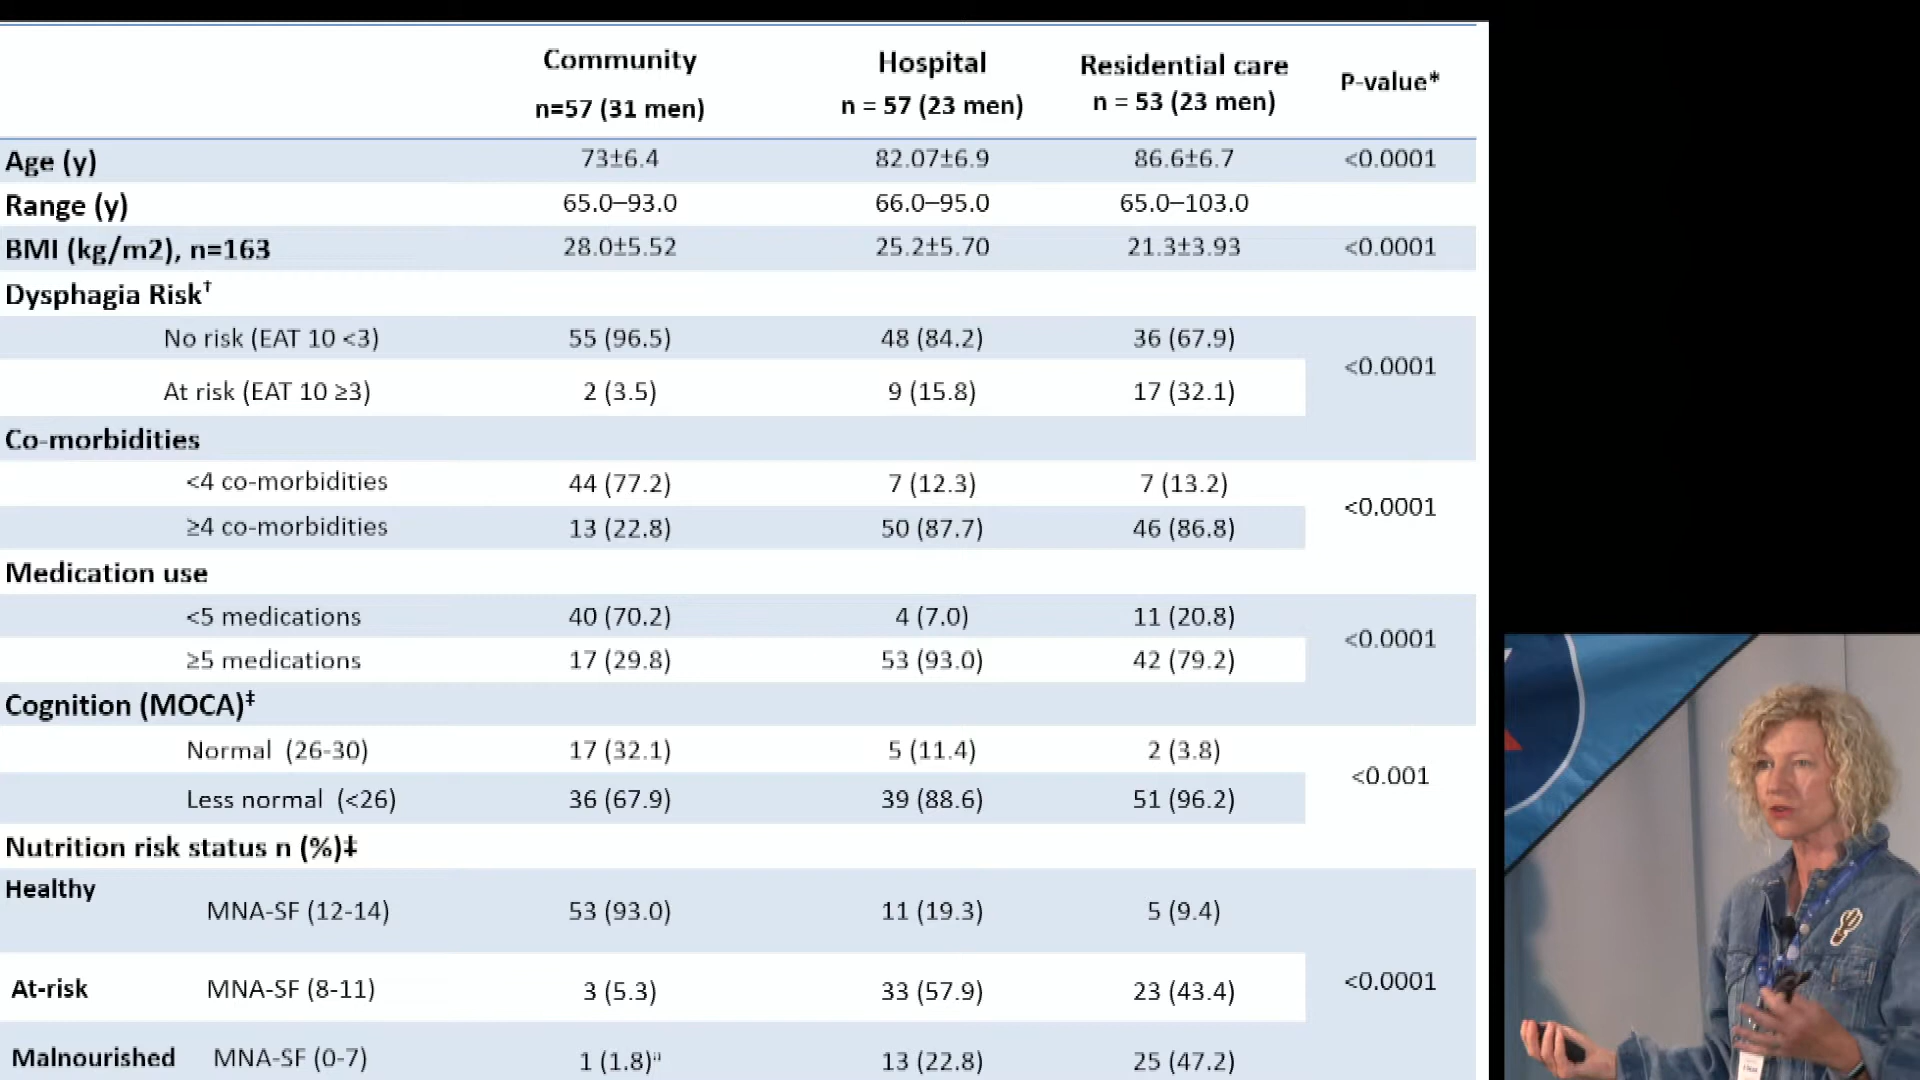 Community Hospital Residential care P-value*
n=57 (31 men) n = 57 (23 men) n = 53 (23 men)
Age (y) 73±6.4 82.07±6.9 86.6±6.7 <0.0001
Range (y) 65.0–93.0 66.0–95.0 65.0–103.0
BMI (kg/m2), n=163 28.0±5.52 25.2±5.70 21.3±3.93 <0.0001
Dysphagia Risk†
No risk (EAT 10 <3) 55 (96.5) 48 (84.2) 36 (67.9) <0.0001
At risk (EAT 10 ≥3) 2 (3.5) 9 (15.8) 17 (32.1)
Co-morbidities
<4 co-morbidities 44 (77.2) 7 (12.3) 7 (13.2) <0.0001
≥4 co-morbidities 13 (22.8) 50 (87.7) 46 (86.8)
Medication use
<5 medications 40 (70.2) 4 (7.0) 11 (20.8) <0.0001
≥5 medications 17 (29.8) 53 (93.0) 42 (79.2)
Cognition (MOCA)‡
Normal (26-30) 17 (32.1) 5 (11.4) 2 (3.8) <0.001
Less normal (<26) 36 (67.9) 39 (88.6) 51 (96.2)
Nutrition risk status n (%)‡
Healthy MNA-SF (12-14) 53 (93.0) 11 (19.3) 5 (9.4) <0.0001
At-risk MNA-SF (8-11) 3 (5.3) 33 (57.9) 23 (43.4)
Malnourished MNA-SF (0-7) 1 (1.8) 13 (22.8) 25 (47.2)